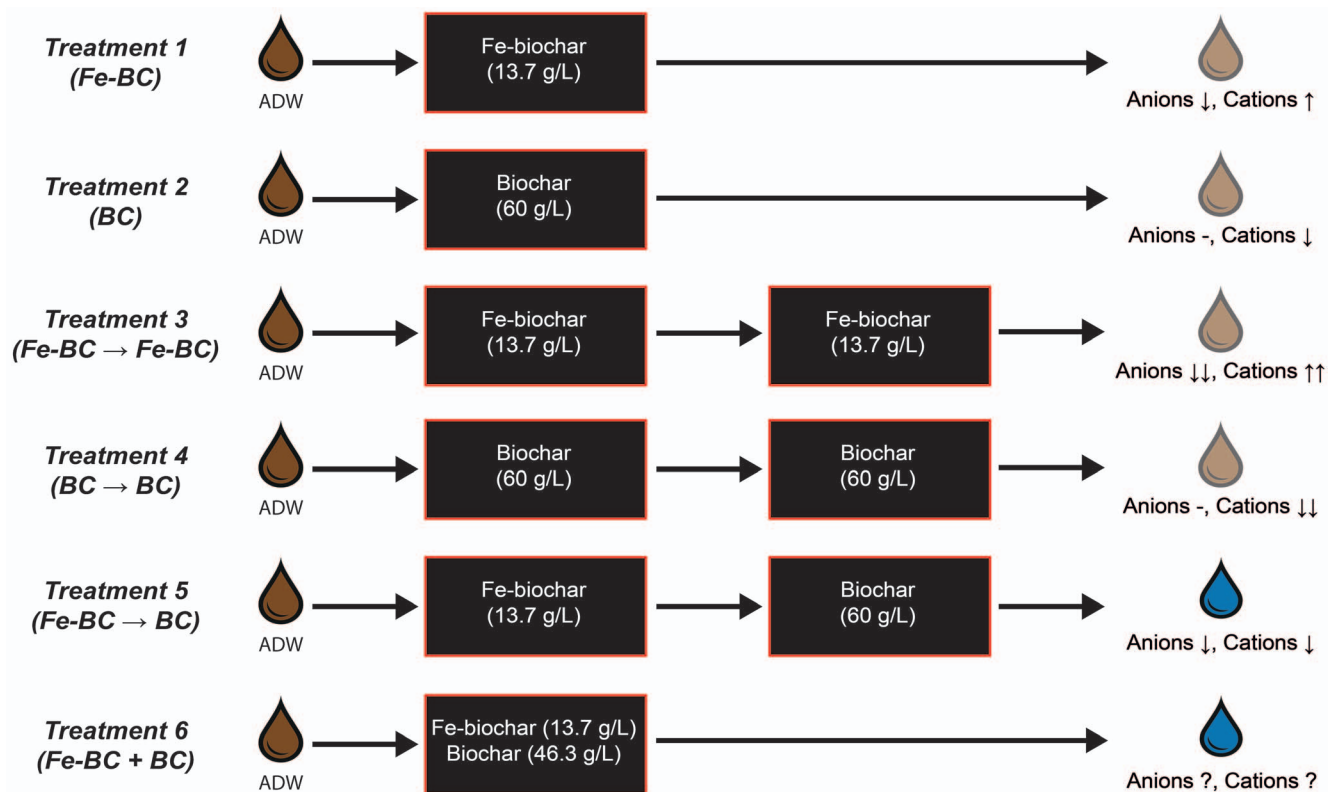 Treatment 1
(Fe-BC)
ADW
Fe-biochar
(13.7 g/L)
Anions ↓, Cations ↑
Treatment 2
(BC)
ADW
Biochar
(60 g/L)
Anions -, Cations ↓
Treatment 3
(Fe-BC → Fe-BC)
ADW
Fe-biochar
(13.7 g/L)
Fe-biochar
(13.7 g/L)
Anions ↓↓, Cations ↑↑
Treatment 4
(BC → BC)
ADW
Biochar
(60 g/L)
Biochar
(60 g/L)
Anions -, Cations ↓↓
Treatment 5
(Fe-BC → BC)
ADW
Fe-biochar
(13.7 g/L)
Biochar
(60 g/L)
Anions ↓, Cations ↓
Treatment 6
(Fe-BC + BC)
ADW
Fe-biochar (13.7 g/L)
Biochar (46.3 g/L)
Anions ?, Cations ?